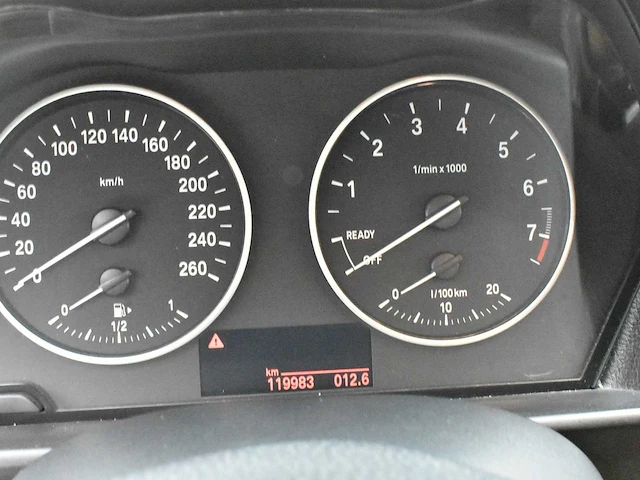 120 140
100 160
80 180
60 km/h 200
40 220
20 240
0 260
0 1/2 1
3 4
2 5
1/min x 1000
1 6
READY 7
OFF
0 l/100km 20
10
km
119983 012.6